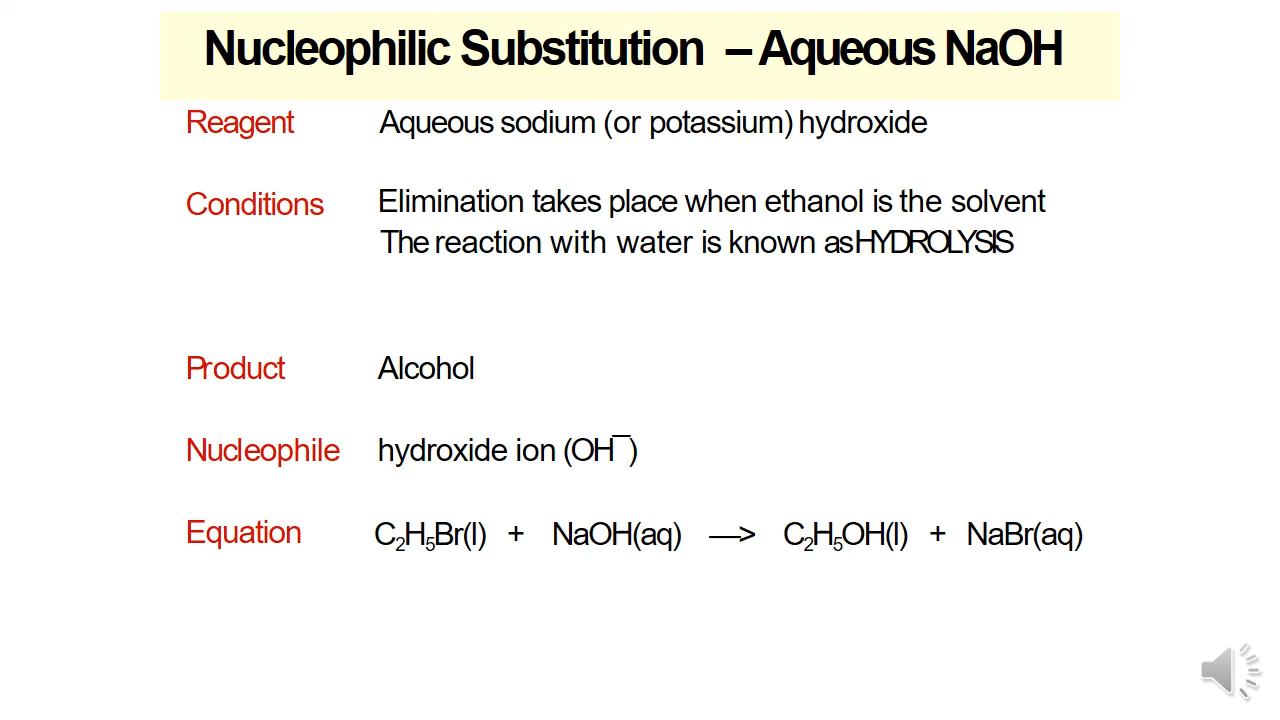 Nucleophilic Substitution – Aqueous NaOH
Reagent Aqueous sodium (or potassium) hydroxide
Conditions Elimination takes place when ethanol is the solvent
The reaction with water is known as HYDROLYSIS
Product Alcohol
Nucleophile hydroxide ion (OH¯)
Equation C₂H₅Br(l) + NaOH(aq) —> C₂H₅OH(l) + NaBr(aq)